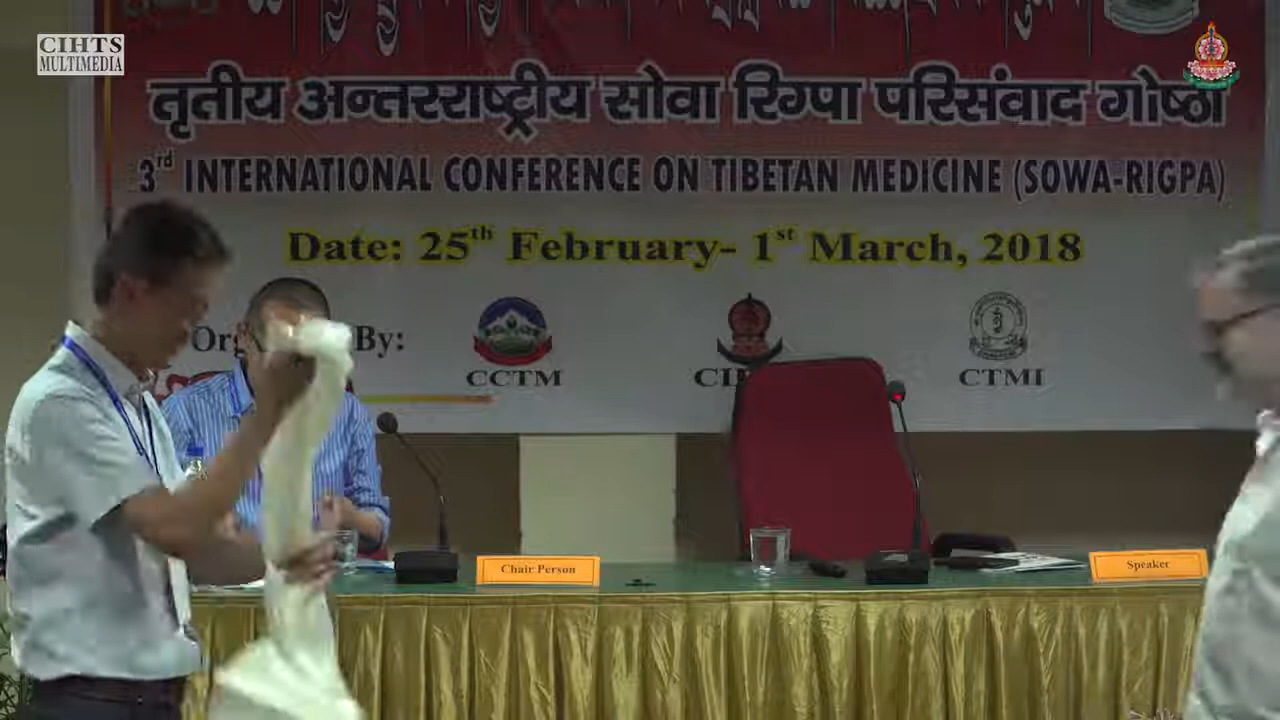 CIHTS
MULTIMEDIA
तृतीय अन्तरराष्ट्रीय सोवा रिग्पा परिसंवाद गोष्ठी
3rd INTERNATIONAL CONFERENCE ON TIBETAN MEDICINE (SOWA-RIGPA)
Date: 25th February- 1st March, 2018
By:
CCTM
CTMI
Chair Person
Speaker